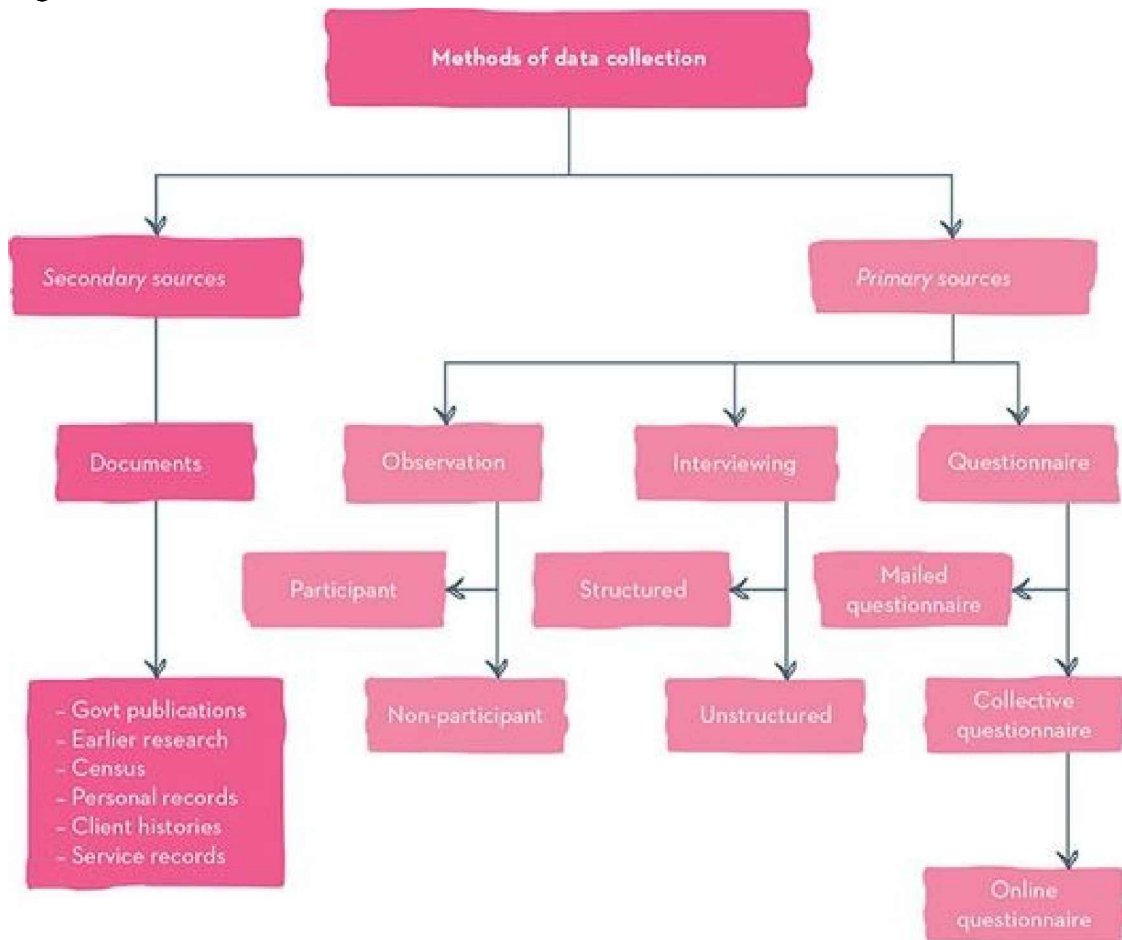 Methods of data collection
Secondary sources
Primary sources
Documents
Observation
Interviewing
Questionnaire
Participant
Structured
Mailed
questionnaire
– Govt publications
– Earlier research
– Census
– Personal records
– Client histories
– Service records
Non-participant
Unstructured
Collective
questionnaire
Online
questionnaire